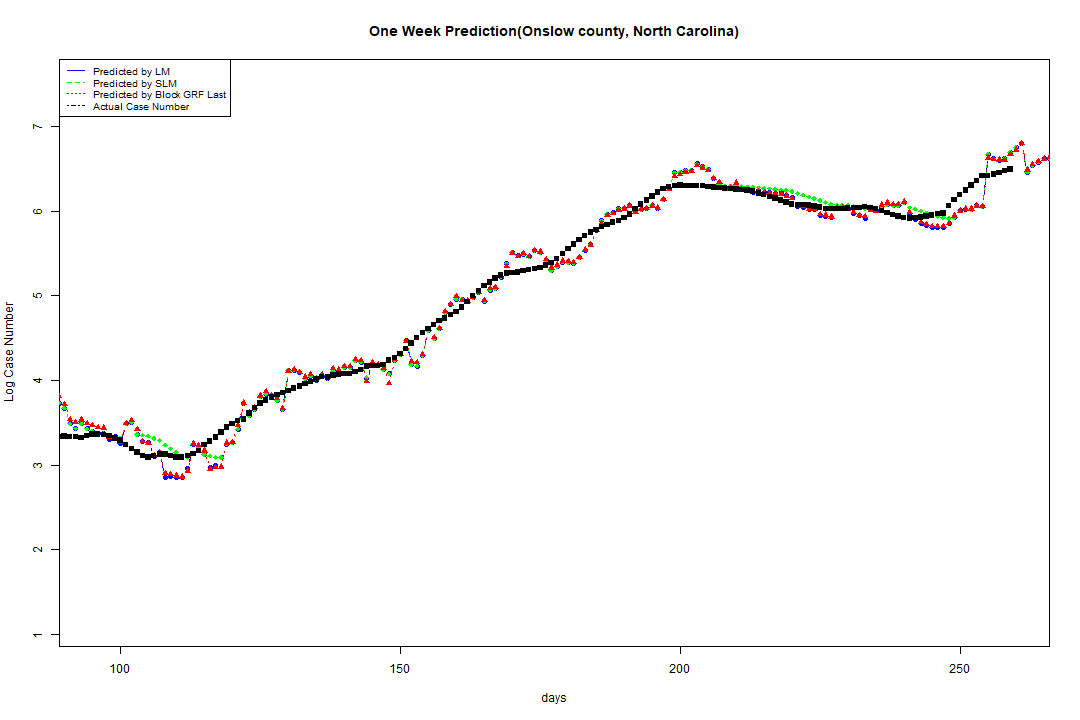 One Week Prediction(Onslow county, North Carolina)
Predicted by LM
Predicted by SLM
Predicted by Block GRF Last
Actual Case Number
7
6
5
4
3
2
1
Log Case Number
100 150 200 250
days